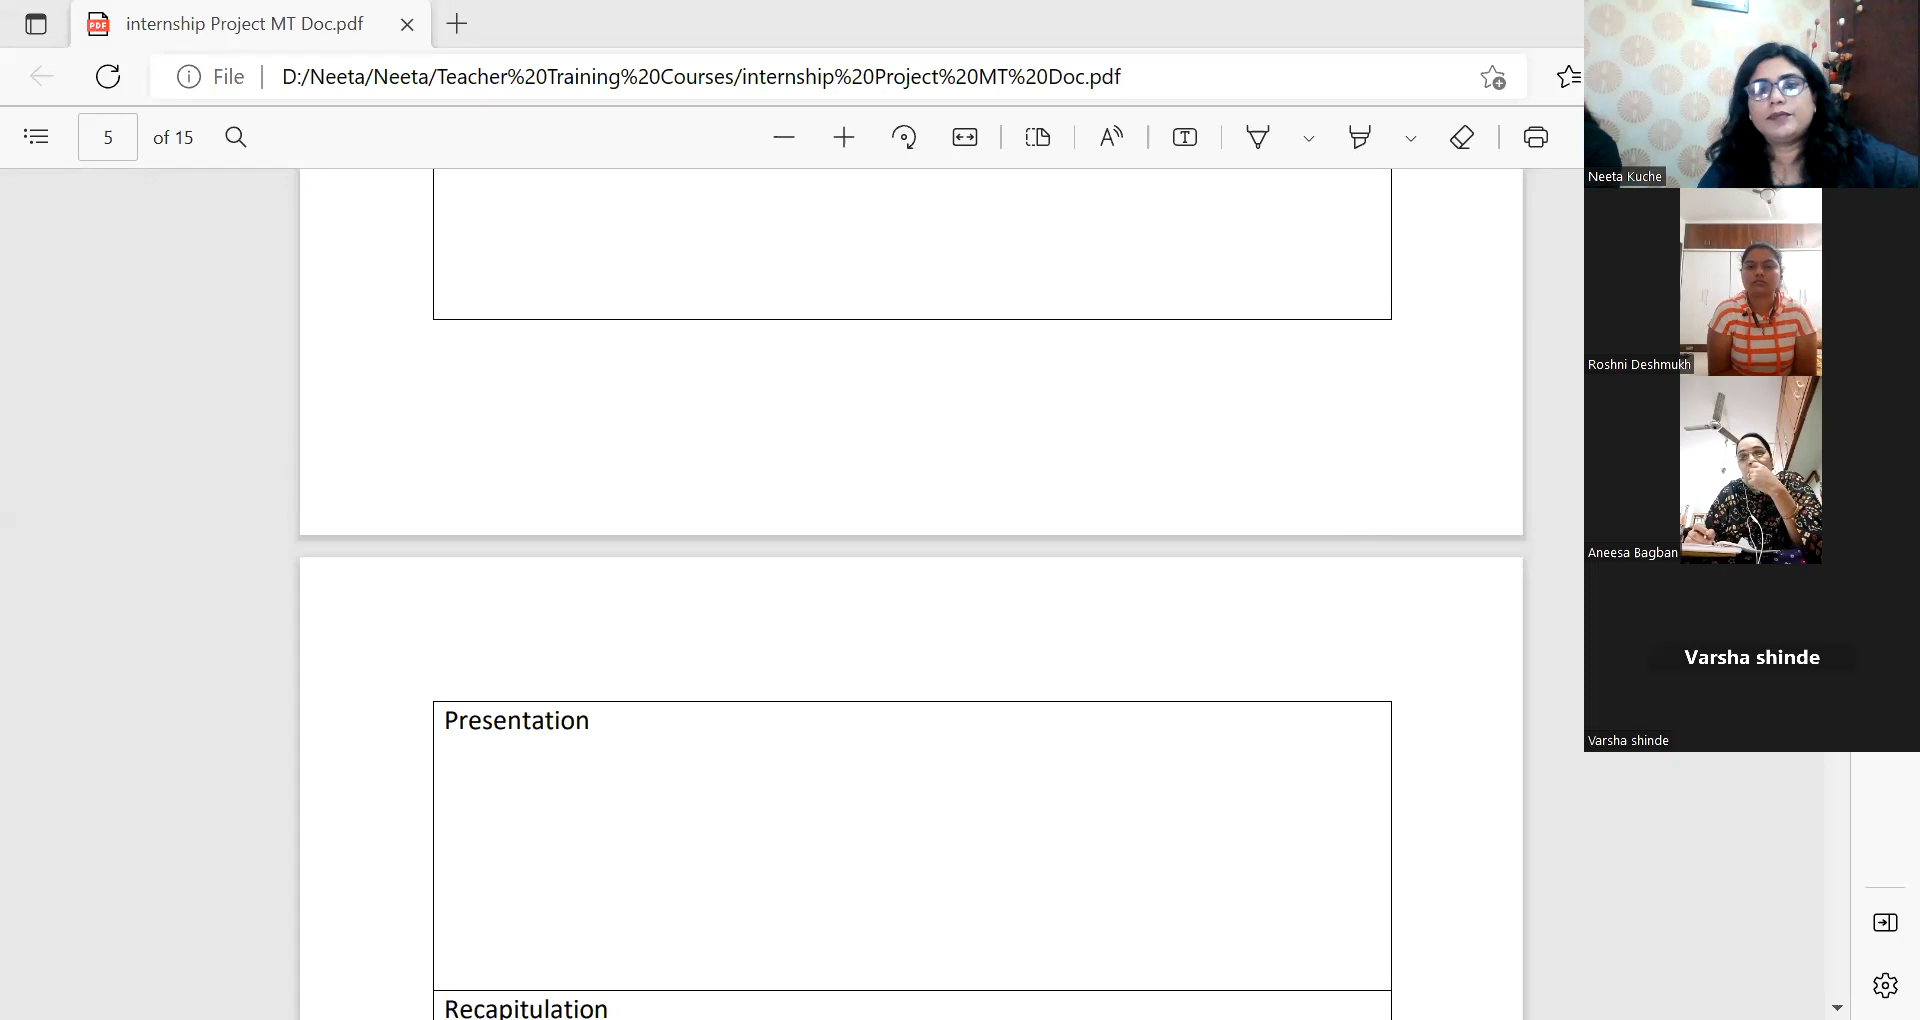 internship Project MT Doc.pdf
File
D:/Neeta/Neeta/Teacher%20Training%20Courses/internship%20Project%20MT%20Doc.pdf
5 of 15
Neeta Kuche
Roshni Deshmukh
Aneesa Bagban
Varsha shinde
Varsha shinde
Presentation
Recapitulation